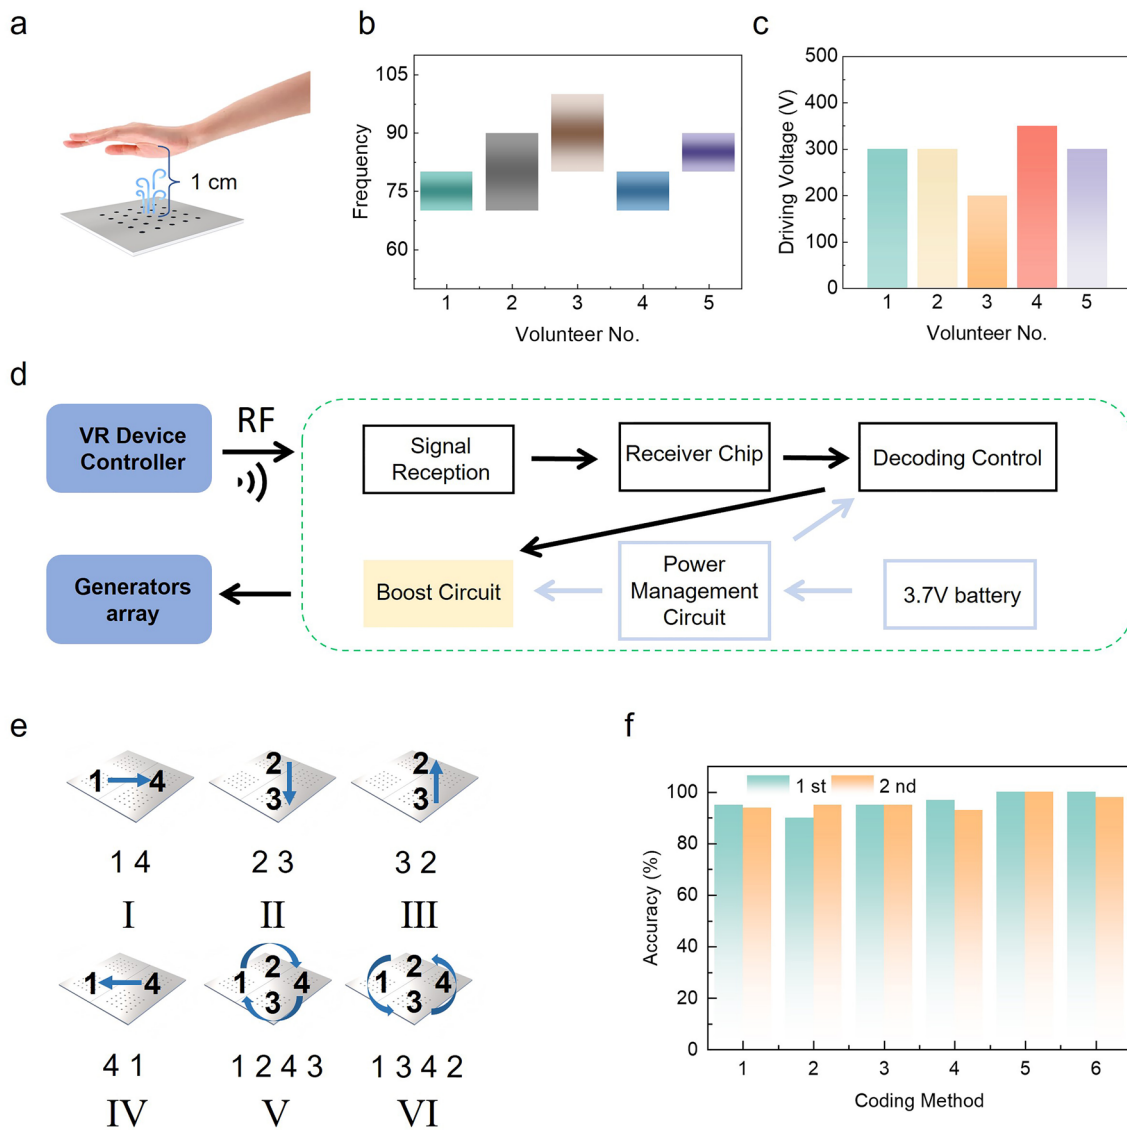 a
1 cm
b
Frequency
105
90
75
60
1 2 3 4 5
Volunteer No.
c
Driving Voltage (V)
500
400
300
200
100
0
1 2 3 4 5
Volunteer No.
d
VR Device
Controller
RF
Signal
Reception
Receiver Chip
Decoding Control
Generators
array
Boost Circuit
Power
Management
Circuit
3.7V battery
e
1 4
2
3
2
3
1 4
2 3
3 2
I
II
III
1 4
1 2 4
3
1 2 4
3
4 1
1 2 4 3
1 3 4 2
IV
V
VI
f
Accuracy (%)
100
80
60
40
20
0
1 st
2 nd
1 2 3 4 5 6
Coding Method